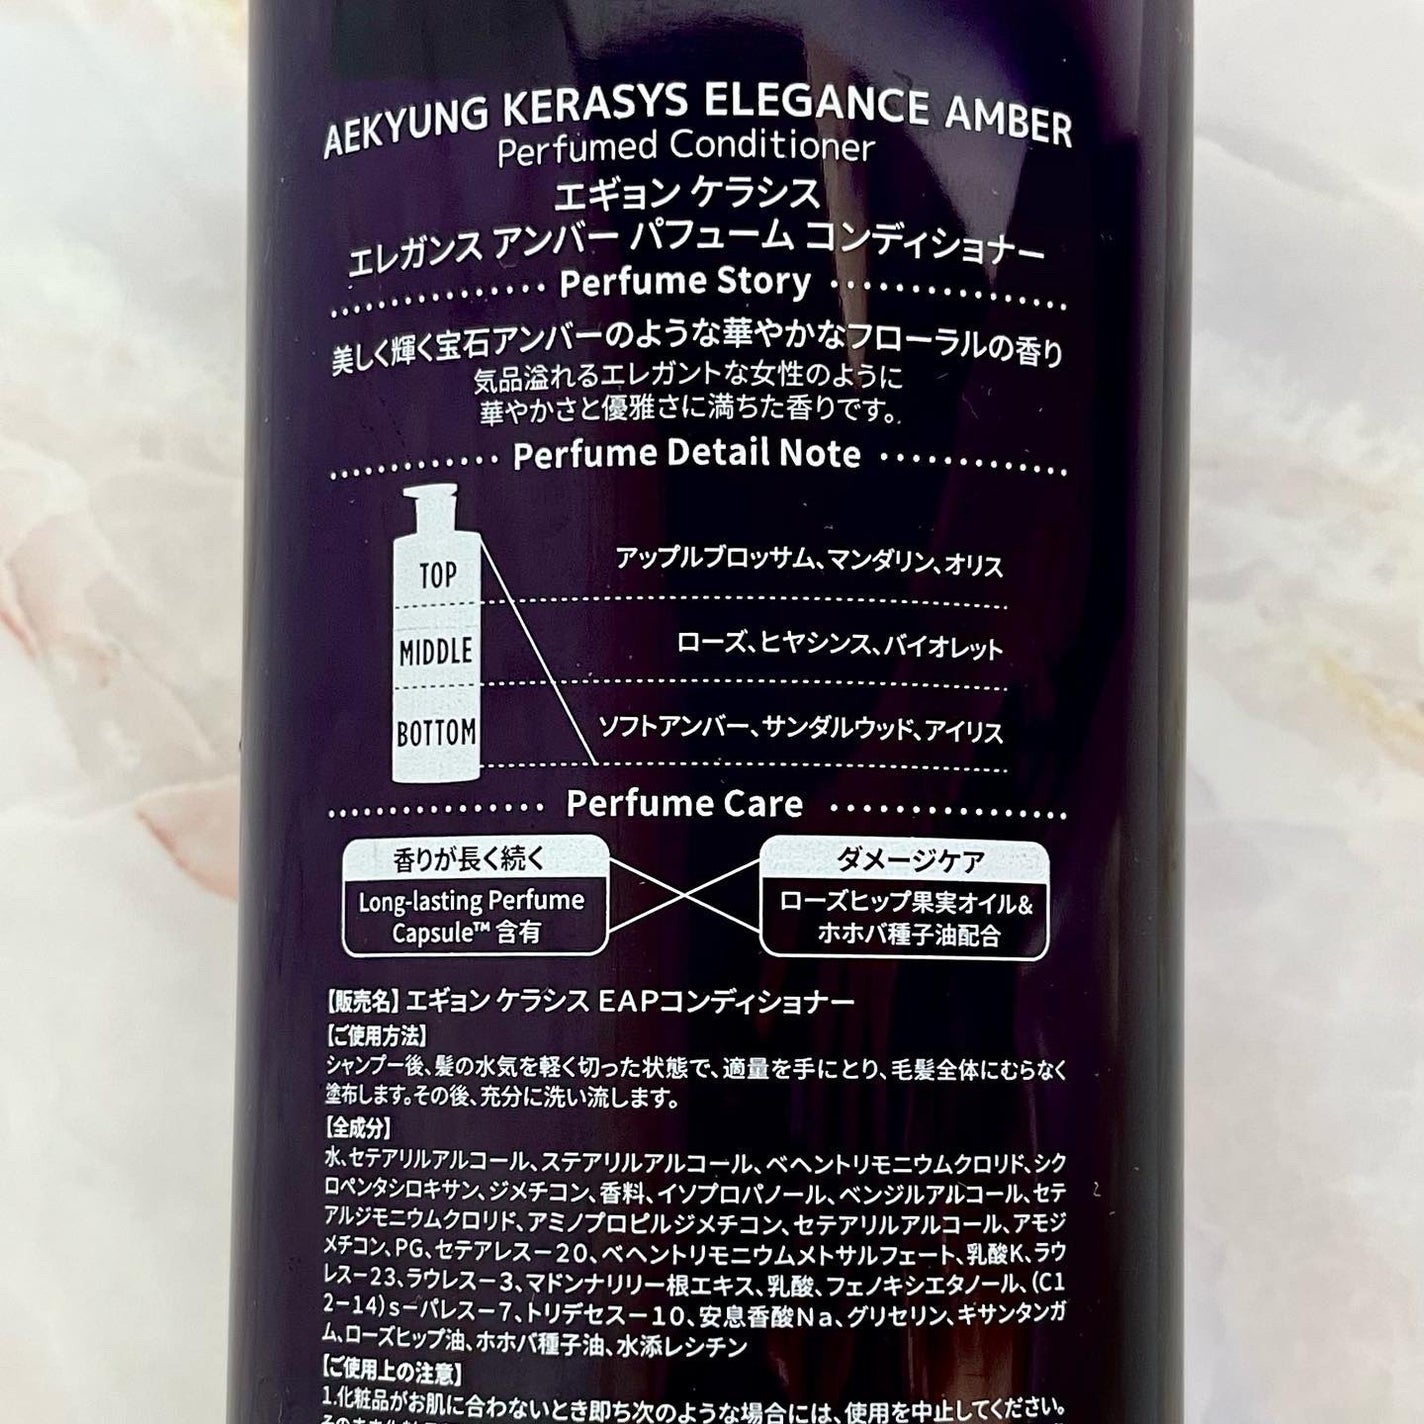 AEKYUNG KERASYS ELEGANCE AMBER
Perfumed Conditioner
エギョン ケラシス
エレガンス アンバー パフューム コンディショナー
Perfume Story
美しく輝く宝石アンバーのような華やかなフローラルの香り
気品溢れるエレガントな女性のように
華やかさと優雅さに満ちた香りです。
Perfume Detail Note
TOP
アップルブロッサム、マンダリン、オリス
MIDDLE
ローズ、ヒヤシンス、バイオレット
BOTTOM
ソフトアンバー、サンダルウッド、アイリス
Perfume Care
香りが長く続く
Long-lasting Perfume
Capsule™ 含有
ダメージケア
ローズヒップ果実オイル&
ホホバ種子油配合
【販売名】エギョン ケラシス EAPコンディショナー
【ご使用方法】
シャンプー後、髪の水気を軽く切った状態で、適量を手にとり、毛髪全体にむらなく
塗布します。その後、充分に洗い流します。
【全成分】
水、セテアリルアルコール、ステアリルアルコール、ベヘントリモニウムクロリド、シク
ロペンタシロキサン、ジメチコン、香料、イソプロパノール、ベンジルアルコール、セテ
アルジモニウムクロリド、アミノプロピルジメチコン、セテアリルアルコール、アモジ
メチコン、PG、セテアレス－20、ベヘントリモニウムメトサルフェート、乳酸K、ラウ
レス－23、ラウレス－3、マドンナリリー根エキス、乳酸、フェノキシエタノール、（C1
2－14）s－パレス－7、トリデセス－10、安息香酸Na、グリセリン、キサンタンガ
ム、ローズヒップ油、ホホバ種子油、水添レシチン
【ご使用上の注意】
1.化粧品がお肌に合わないとき即ち次のような場合には、使用を中止してください。